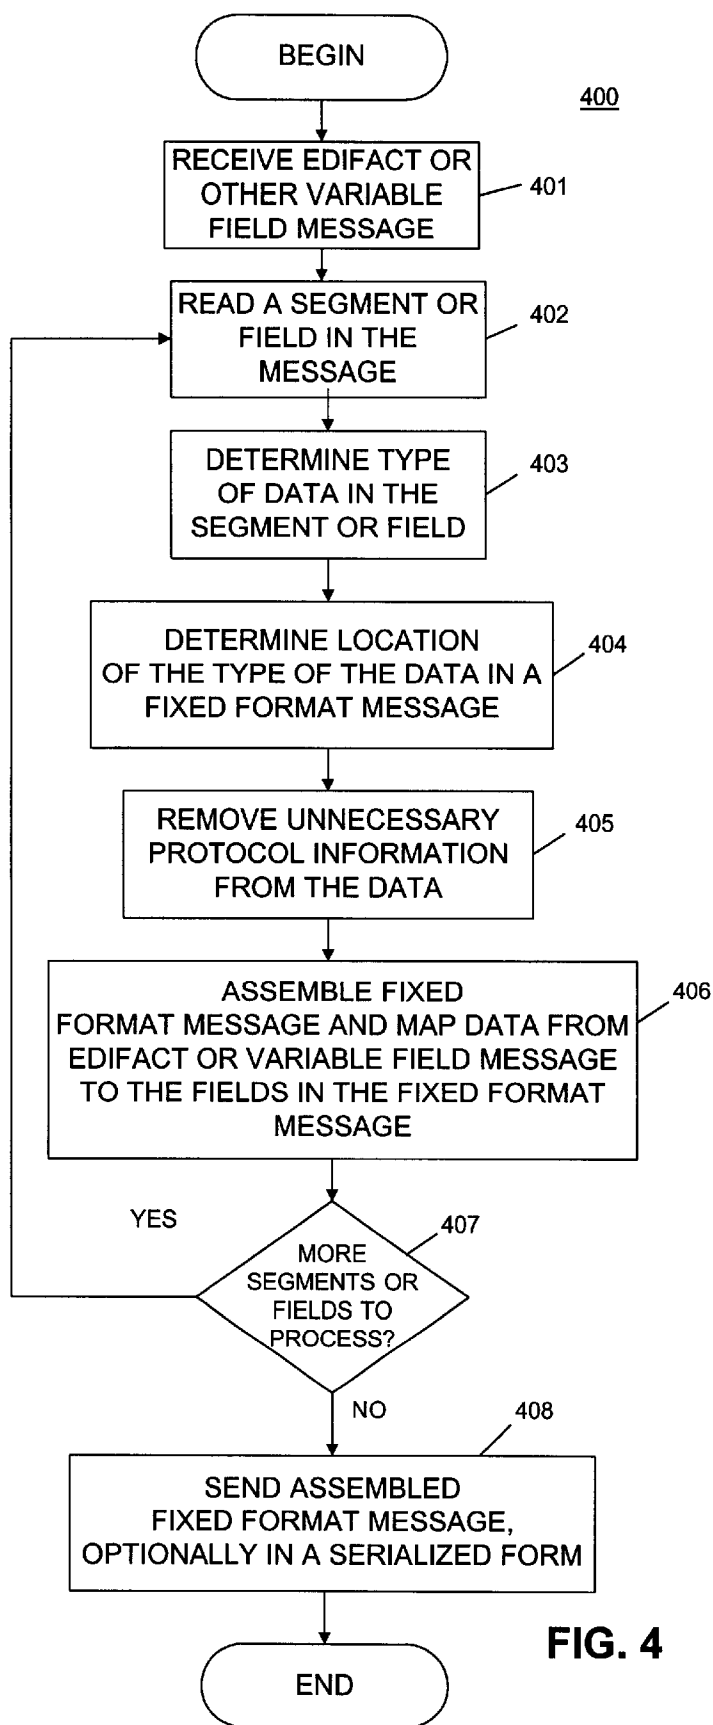 BEGIN
400
RECEIVE EDIFACT OR
OTHER VARIABLE
FIELD MESSAGE
401
READ A SEGMENT OR
FIELD IN THE
MESSAGE
402
DETERMINE TYPE
OF DATA IN THE
SEGMENT OR FIELD
403
DETERMINE LOCATION
OF THE TYPE OF THE DATA IN A
FIXED FORMAT MESSAGE
404
REMOVE UNNECESSARY
PROTOCOL INFORMATION
FROM THE DATA
405
ASSEMBLE FIXED
FORMAT MESSAGE AND MAP DATA FROM
EDIFACT OR VARIABLE FIELD MESSAGE
TO THE FIELDS IN THE FIXED FORMAT
MESSAGE
406
YES
407
MORE
SEGMENTS OR
FIELDS TO
PROCESS?
NO
408
SEND ASSEMBLED
FIXED FORMAT MESSAGE,
OPTIONALLY IN A SERIALIZED FORM
FIG. 4
END